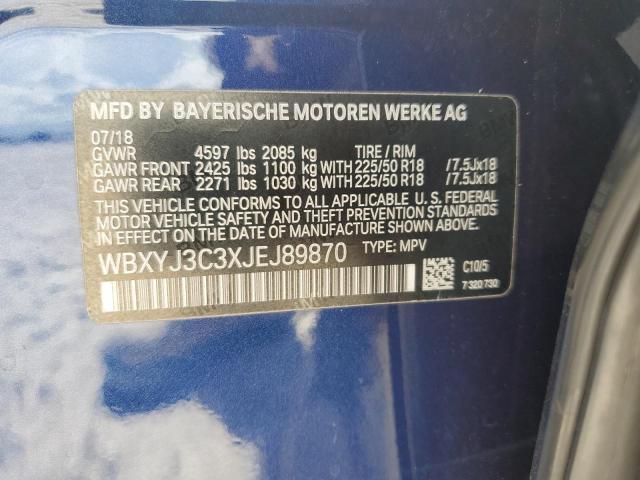 MFD BY BAYERISCHE MOTOREN WERKE AG
07/18
GVWR 4597 lbs 2085 kg TIRE / RIM
GAWR FRONT 2425 lbs 1100 kg WITH 225/50 R18 /7.5Jx18
GAWR REAR 2271 lbs 1030 kg WITH 225/50 R18 /7.5Jx18
THIS VEHICLE CONFORMS TO ALL APPLICABLE U. S. FEDERAL
MOTOR VEHICLE SAFETY AND THEFT PREVENTION STANDARDS
IN EFFECT ON THE DATE OF MANUFACTURE SHOWN ABOVE.
WBXYJ3C3XJEJ89870 TYPE: MPV
C10/5
7 320 730